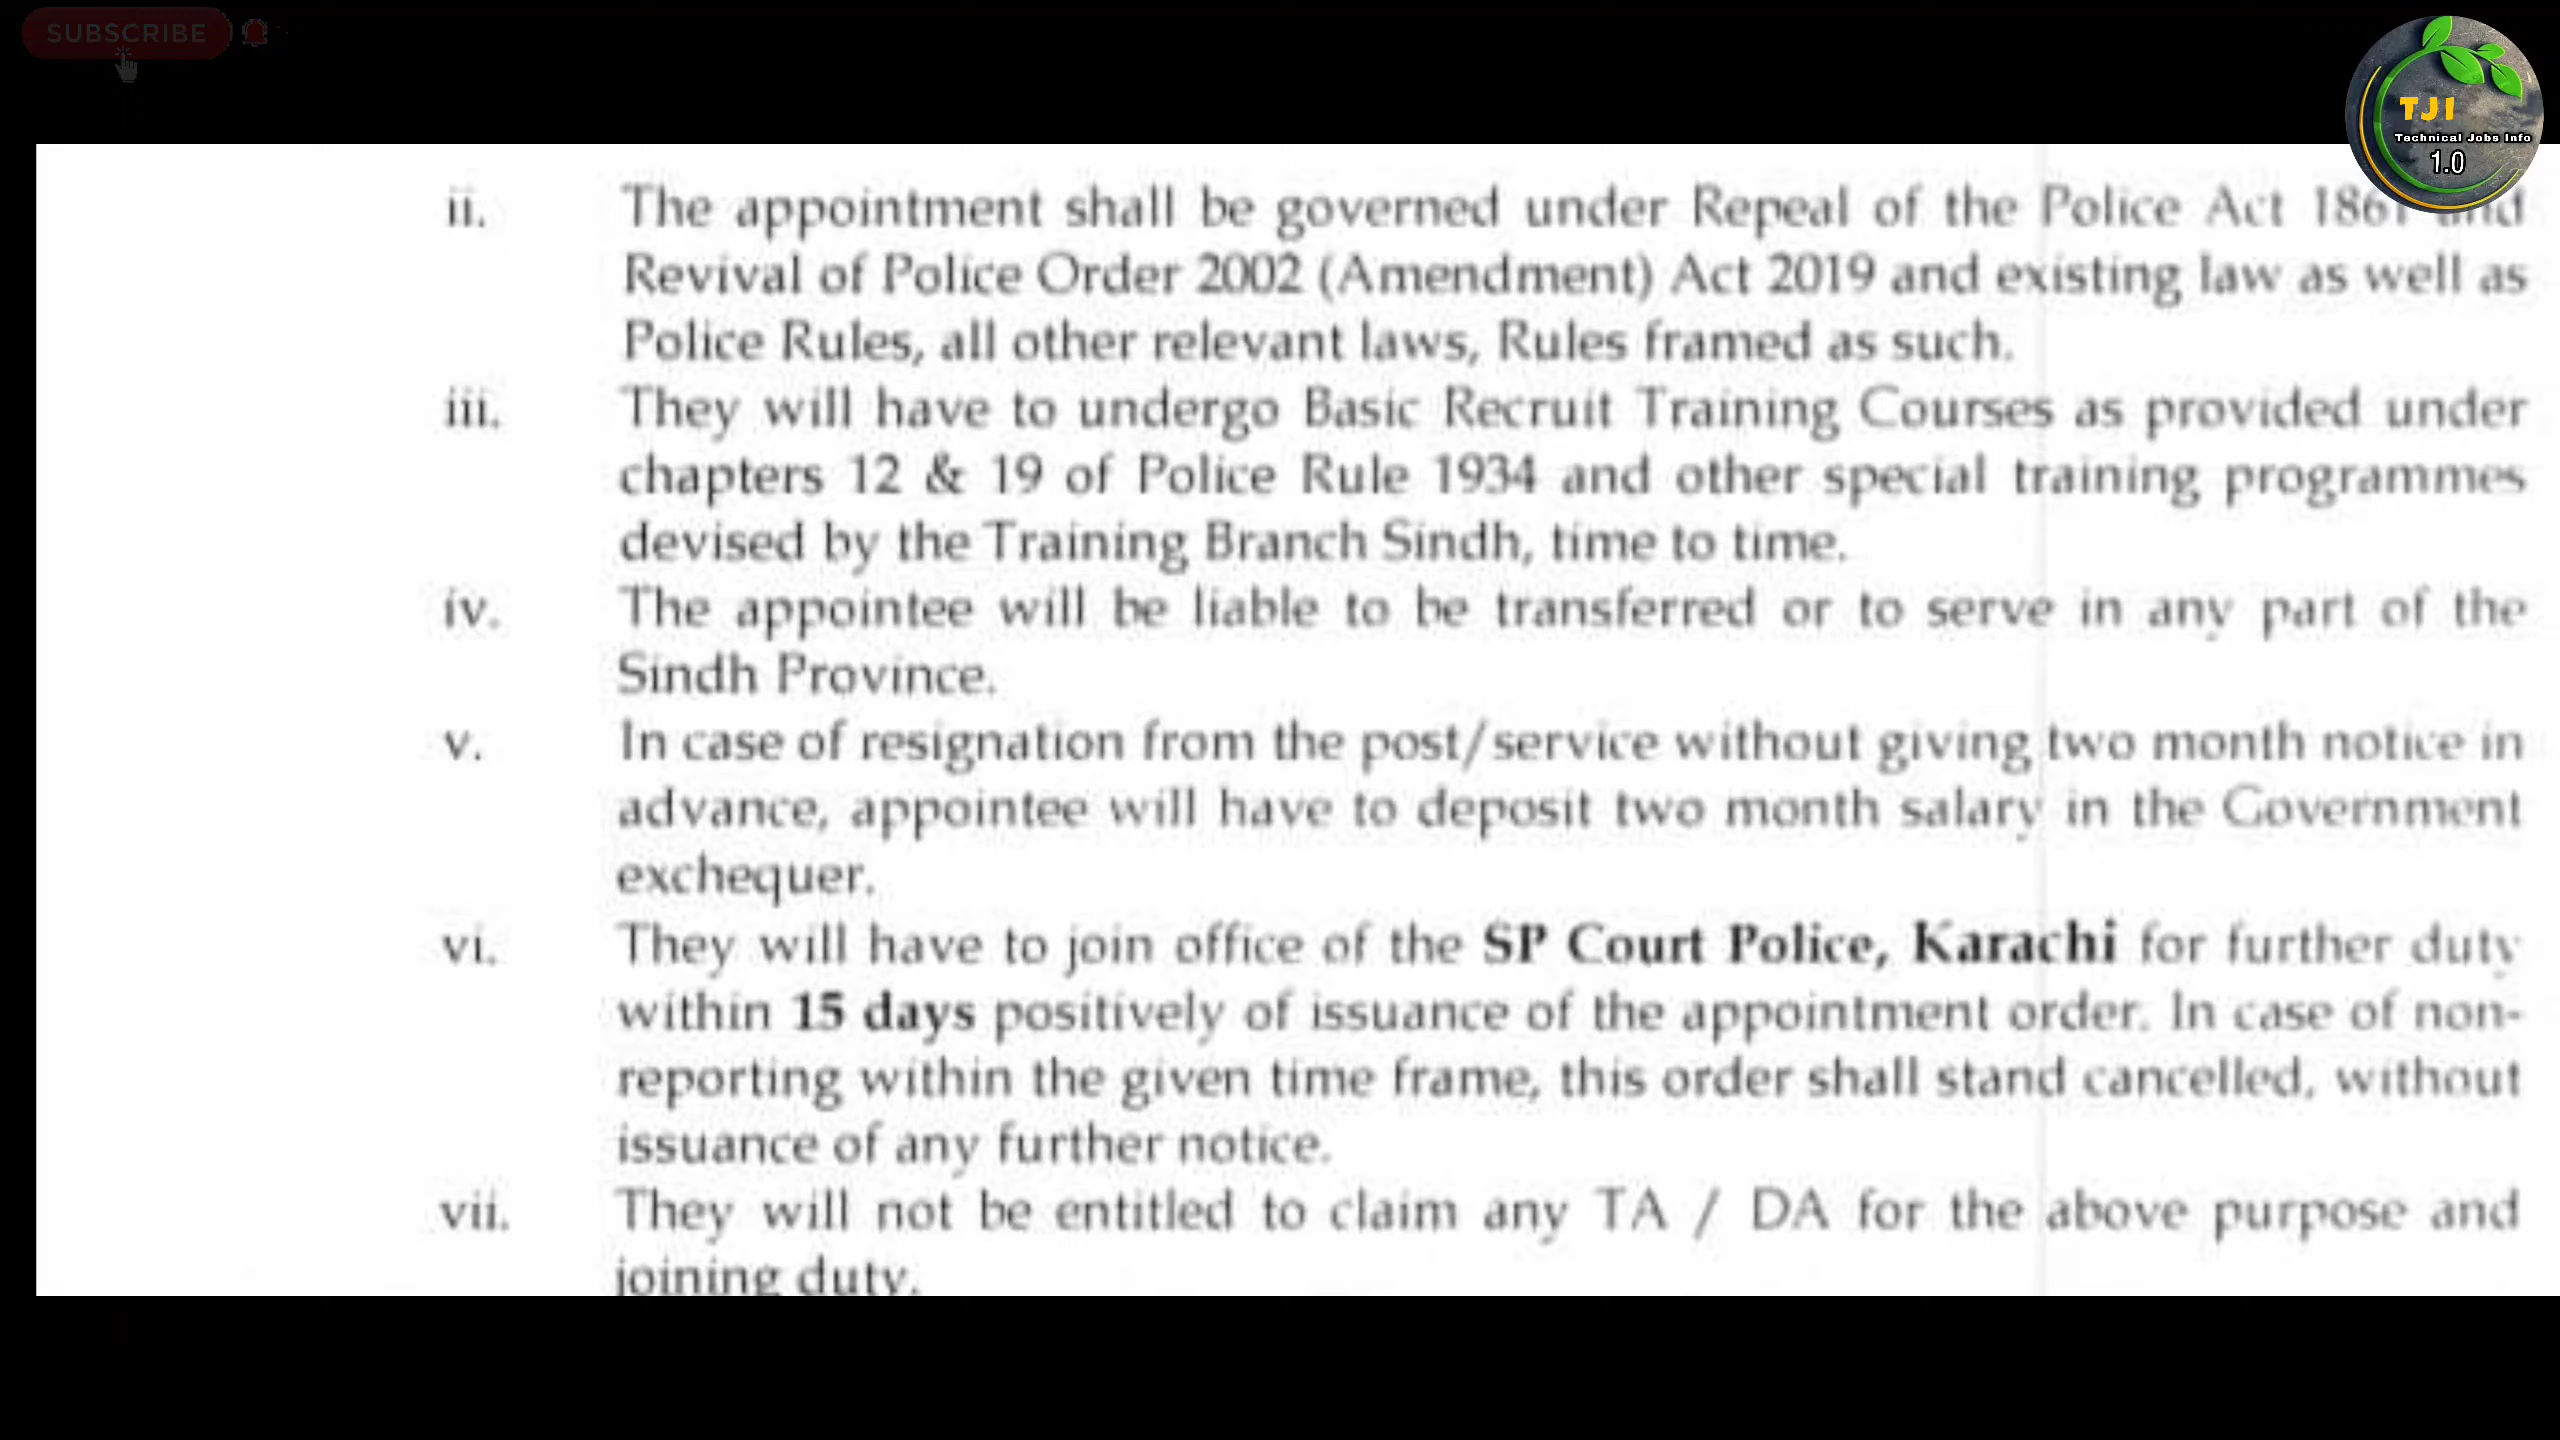 SUBSCRIBE
TJI
Technical Jobs Info
1.0
ii. The appointment shall be governed under Repeal of the Police Act 1861 and
Revival of Police Order 2002 (Amendment) Act 2019 and existing law as well as
Police Rules, all other relevant laws, Rules framed as such.
iii. They will have to undergo Basic Recruit Training Courses as provided under
chapters 12 & 19 of Police Rule 1934 and other special training programmes
devised by the Training Branch Sindh, time to time.
iv. The appointee will be liable to be transferred or to serve in any part of the
Sindh Province.
v. In case of resignation from the post/service without giving two month notice in
advance, appointee will have to deposit two month salary in the Government
exchequer.
vi. They will have to join office of the SP Court Police, Karachi for further duty
within 15 days positively of issuance of the appointment order. In case of non-
reporting within the given time frame, this order shall stand cancelled, without
issuance of any further notice.
vii. They will not be entitled to claim any TA / DA for the above purpose and
joining duty.